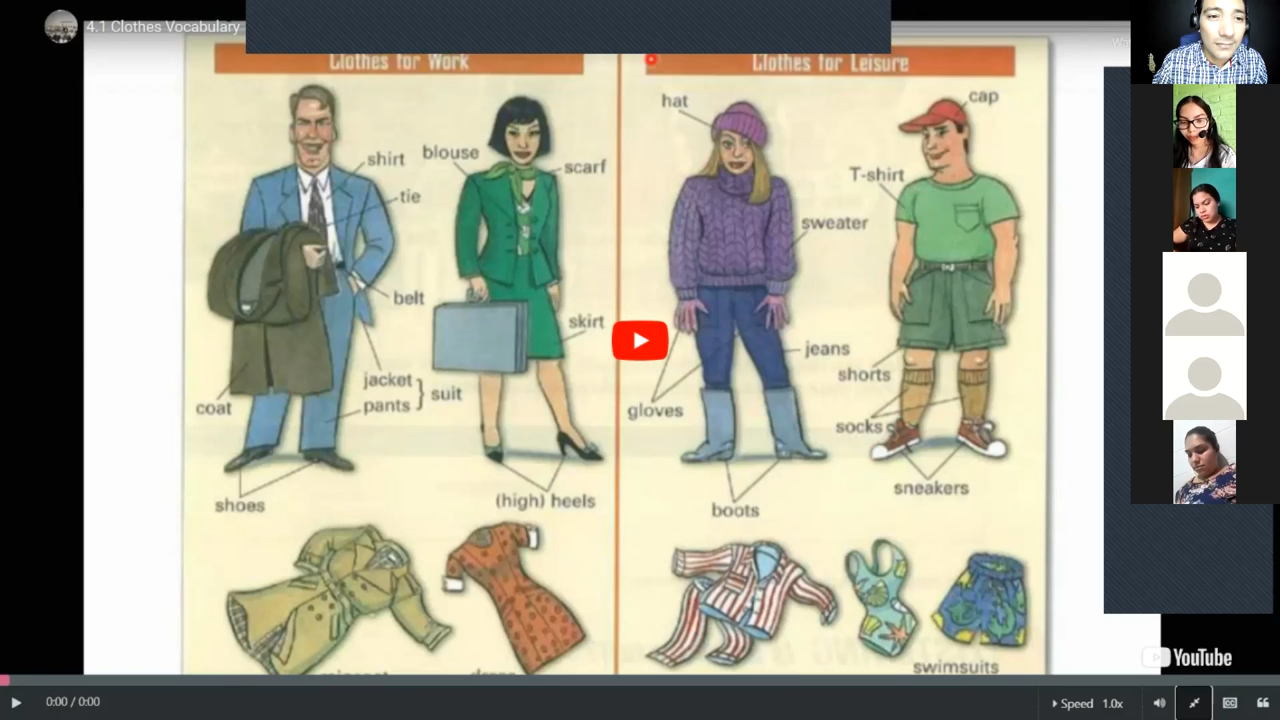 4.1 Clothes Vocabulary
Clothes for Work
Clothes for Leisure
hat
cap
shirt
blouse
scarf
T-shirt
tie
sweater
belt
skirt
jeans
shorts
jacket
pants
suit
coat
gloves
socks
shoes
(high) heels
boots
sneakers
swimsuits
YouTube
0:00 / 0:00
Speed 1.0x
CC